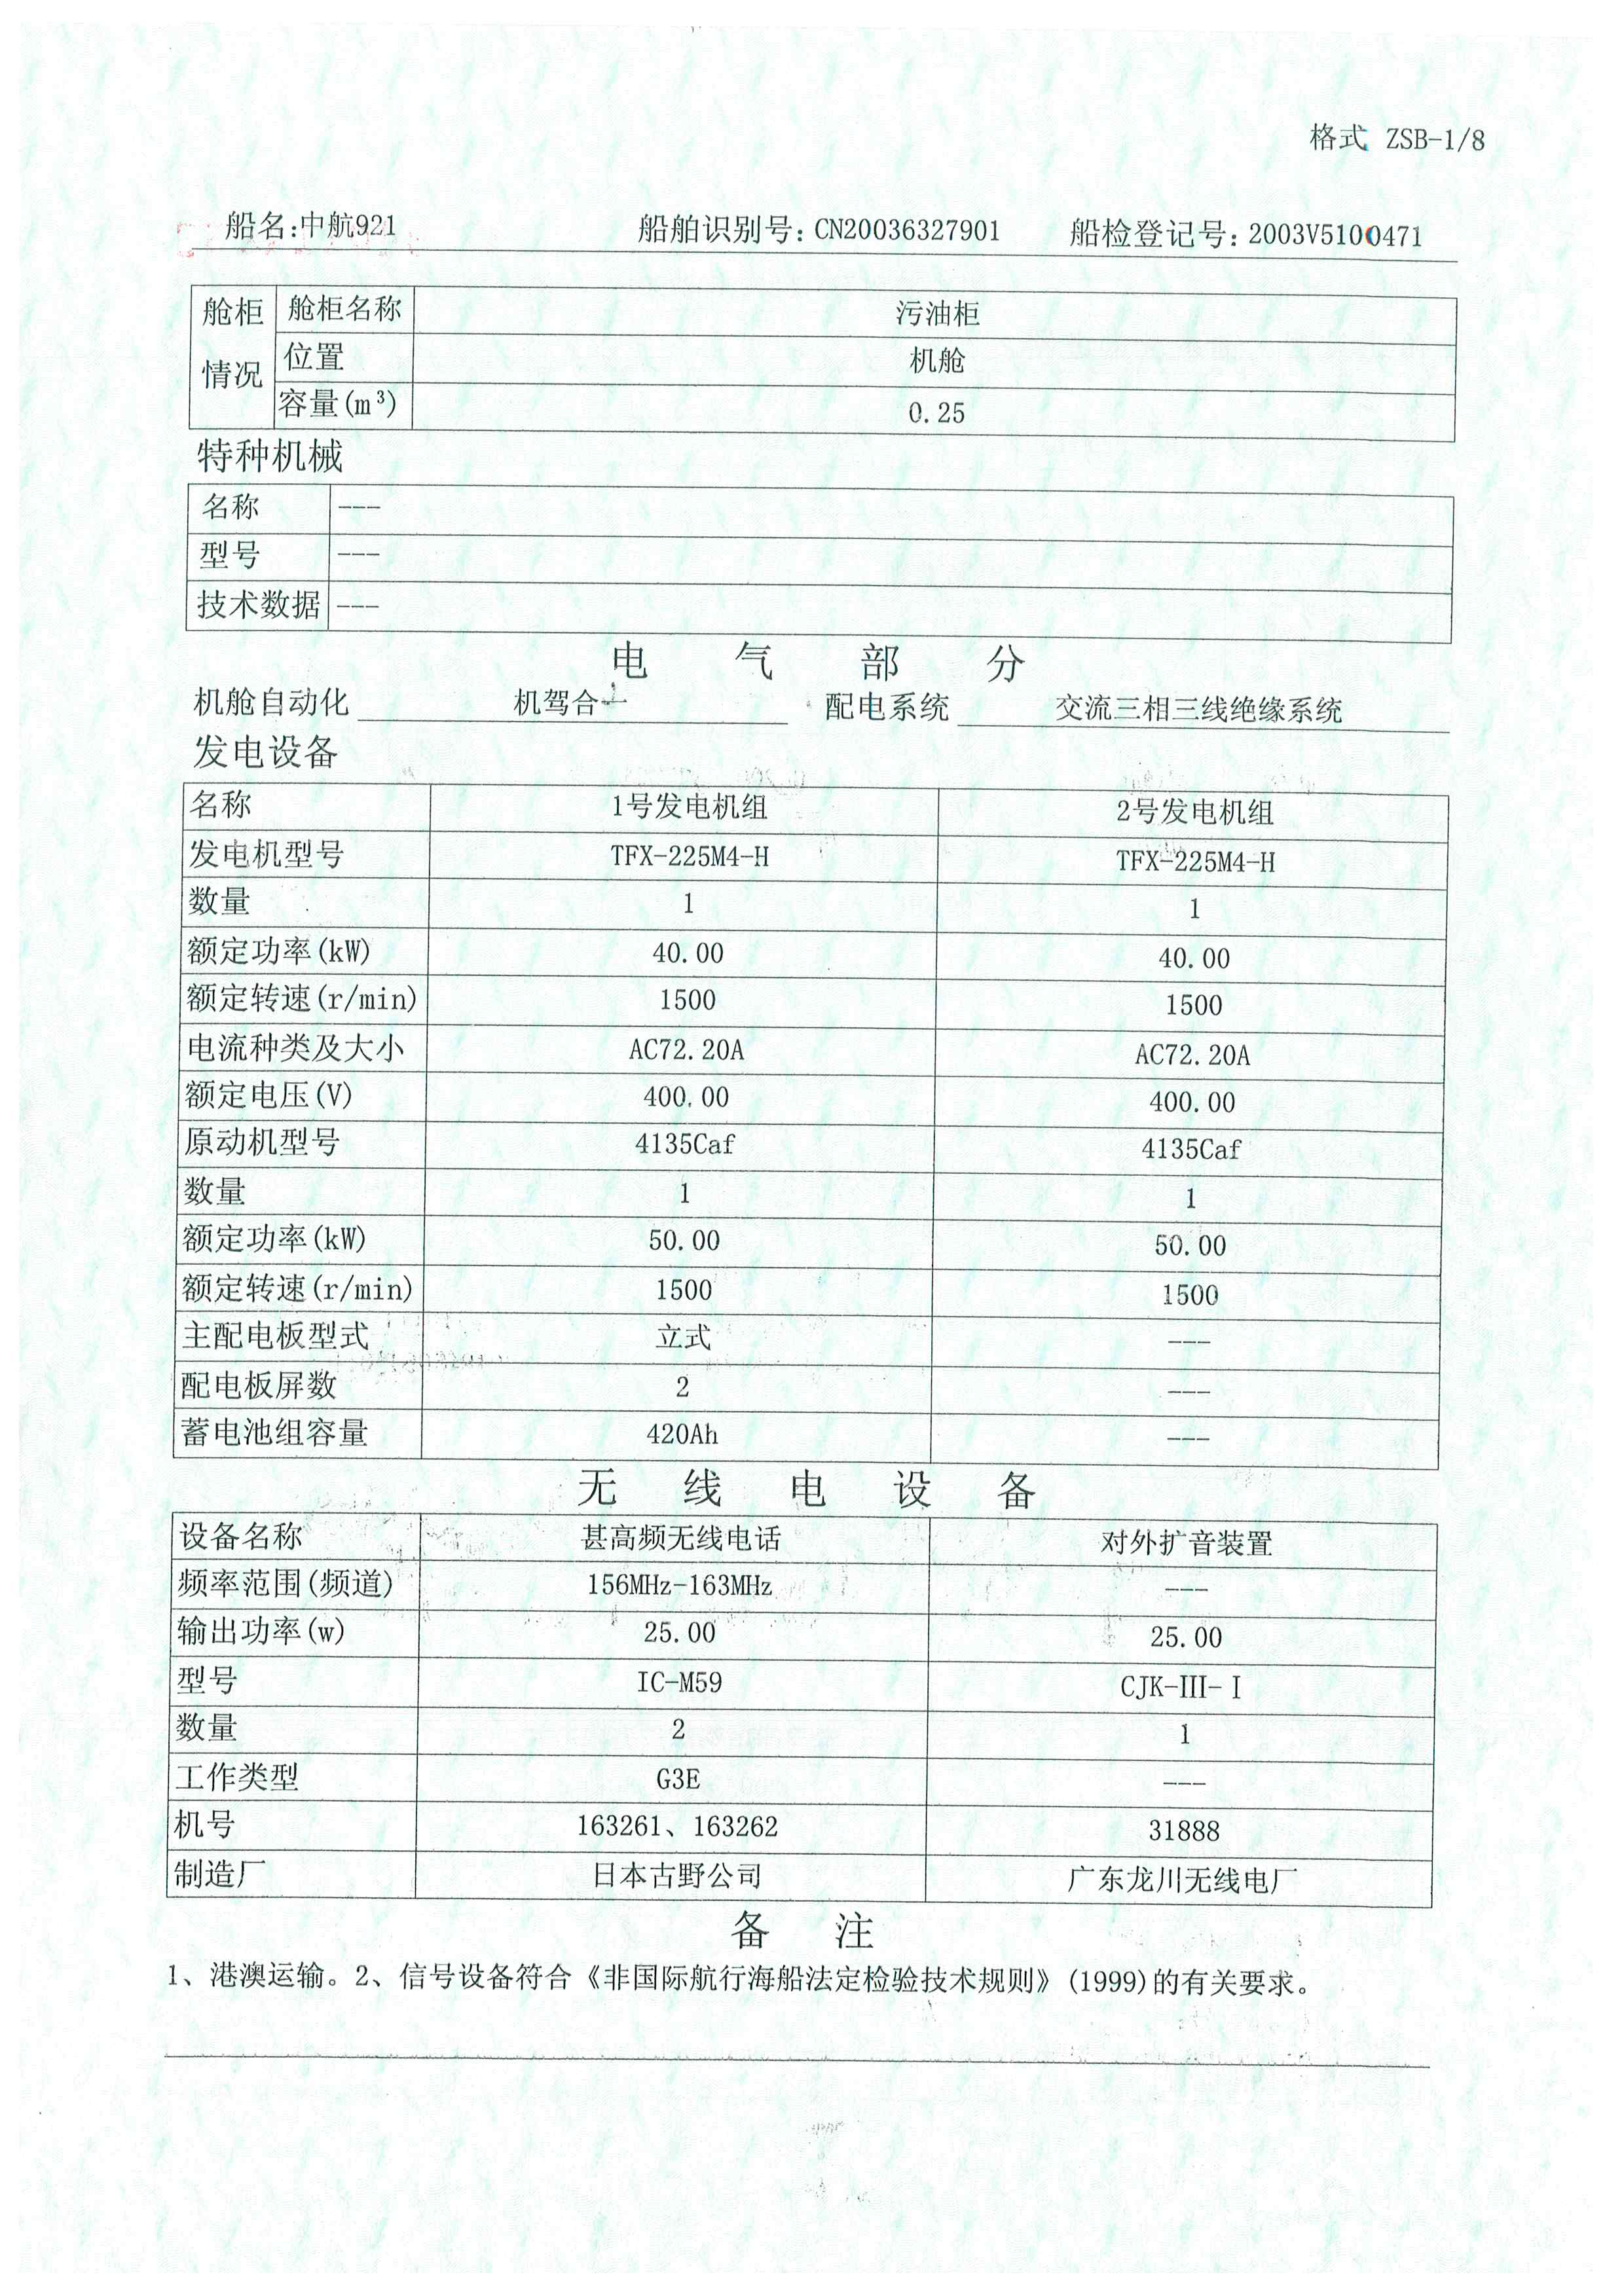 格式 ZSB-1/8
船名:中航921 船舶识别号:CN20036327901 船检登记号:2003V5100471
舱柜情况 舱柜名称 污油柜
位置 机舱
容量(m³) 0.25
特种机械
名称 ---
型号 ---
技术数据 ---
电气部分
机舱自动化 机驾合一 配电系统 交流三相三线绝缘系统
发电设备
名称 1号发电机组 2号发电机组
发电机型号 TFX-225M4-H TFX-225M4-H
数量 1 1
额定功率(kW) 40.00 40.00
额定转速(r/min) 1500 1500
电流种类及大小 AC72.20A AC72.20A
额定电压(V) 400.00 400.00
原动机型号 4135Caf 4135Caf
数量 1 1
额定功率(kW) 50.00 50.00
额定转速(r/min) 1500 1500
主配电板型式 立式 ---
配电板屏数 2 ---
蓄电池组容量 420Ah ---
无线电设备
设备名称 甚高频无线电话 对外扩音装置
频率范围(频道) 156MHz-163MHz ---
输出功率(w) 25.00 25.00
型号 IC-M59 CJK-III-I
数量 2 1
工作类型 G3E ---
机号 163261、163262 31888
制造厂 日本古野公司 广东龙川无线电厂
备注
1、港澳运输。2、信号设备符合《非国际航行海船法定检验技术规则》(1999)的有关要求。